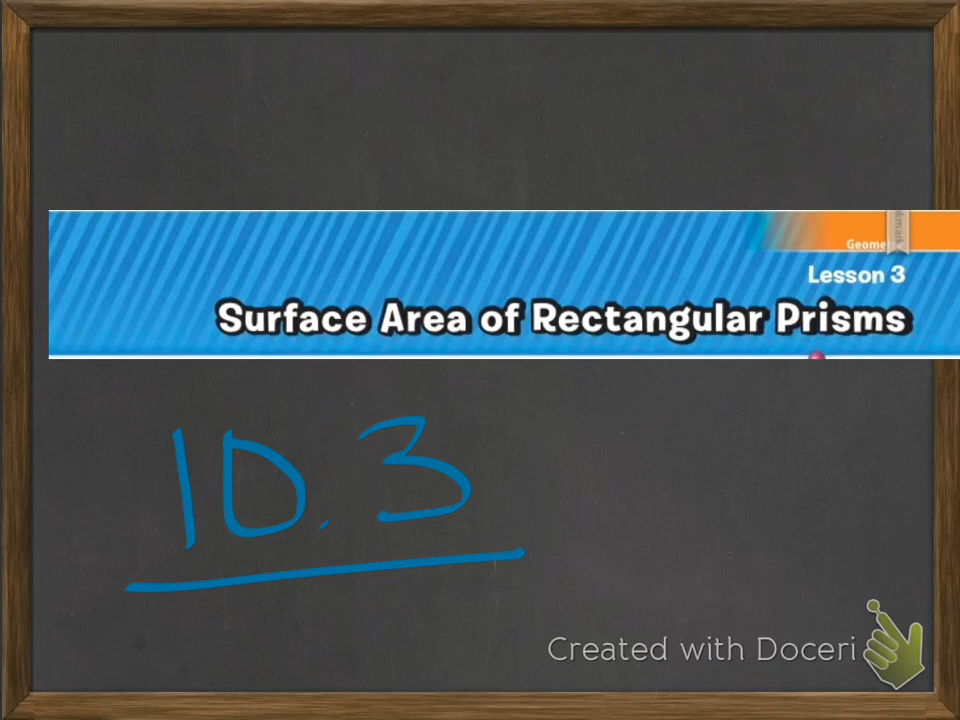 Geome
Lesson 3
Surface Area of Rectangular Prisms
10.3
Created with Doceri